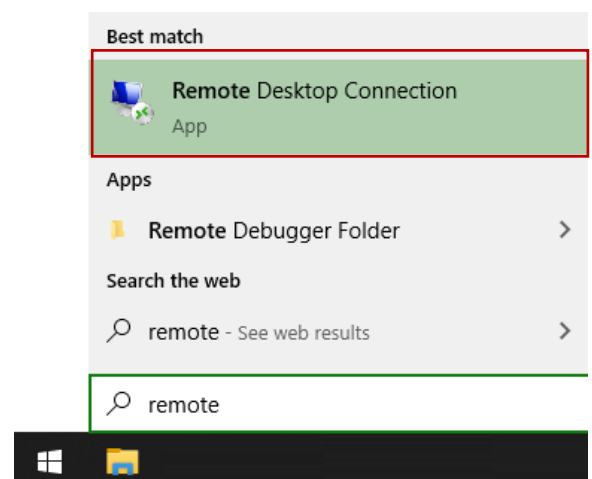 Best match
Remote Desktop Connection
App
Apps
Remote Debugger Folder
Search the web
remote - See web results
remote